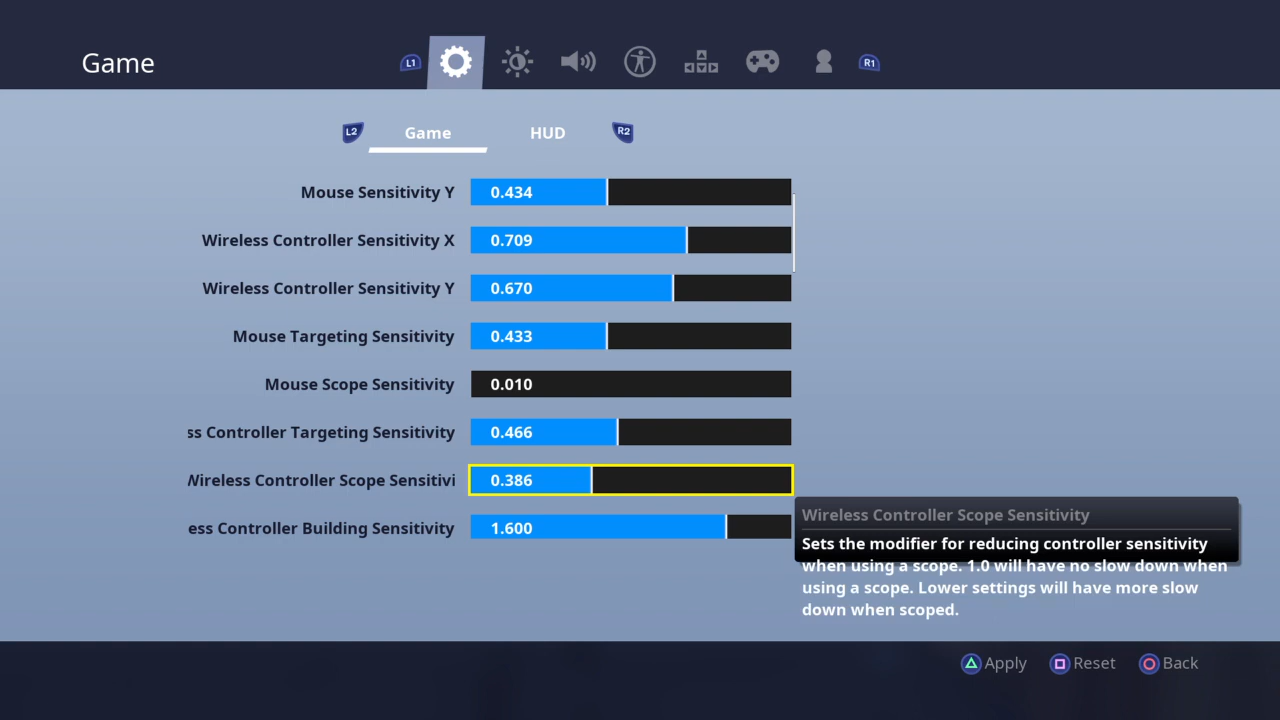 Game
L1
R1
L2
Game
HUD
R2
Mouse Sensitivity Y
0.434
Wireless Controller Sensitivity X
0.709
Wireless Controller Sensitivity Y
0.670
Mouse Targeting Sensitivity
0.433
Mouse Scope Sensitivity
0.010
ss Controller Targeting Sensitivity
0.466
Wireless Controller Scope Sensitivi
0.386
ess Controller Building Sensitivity
1.600
Wireless Controller Scope Sensitivity
Sets the modifier for reducing controller sensitivity
when using a scope. 1.0 will have no slow down when
using a scope. Lower settings will have more slow
down when scoped.
Apply
Reset
Back